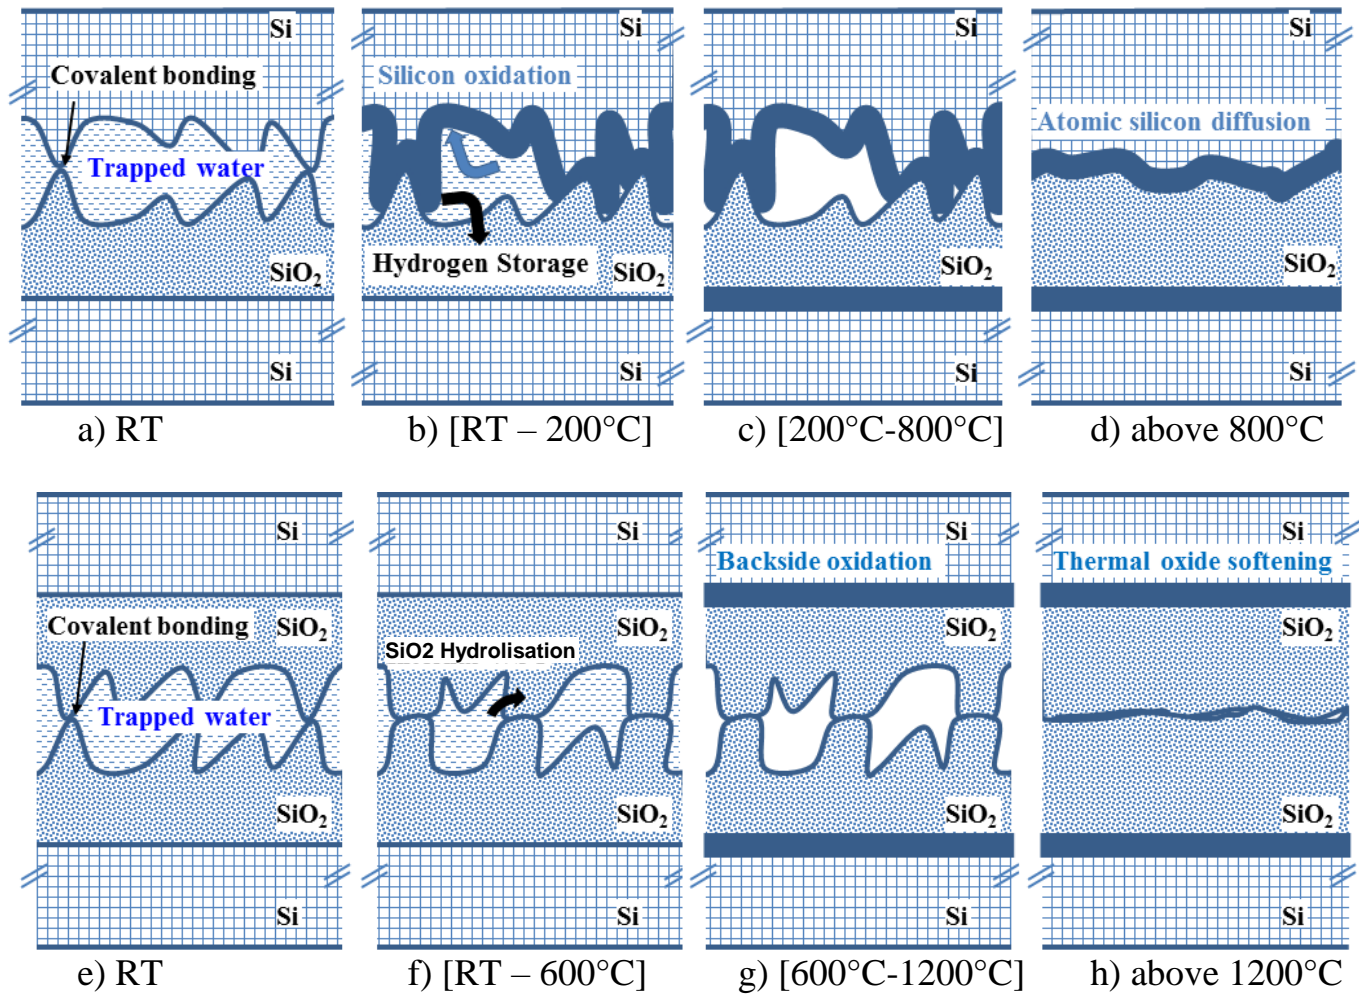 Si
Covalent bonding
Trapped water
SiO2
Si
a) RT
Si
Silicon oxidation
Hydrogen Storage
SiO2
Si
b) [RT – 200°C]
Si
SiO2
Si
c) [200°C-800°C]
Si
Atomic silicon diffusion
SiO2
Si
d) above 800°C
Si
Covalent bonding
SiO2
Trapped water
SiO2
Si
e) RT
Si
SiO2
SiO2 Hydrolisation
SiO2
Si
f) [RT – 600°C]
Si
Backside oxidation
SiO2
SiO2
Si
g) [600°C-1200°C]
Si
Thermal oxide softening
SiO2
SiO2
Si
h) above 1200°C